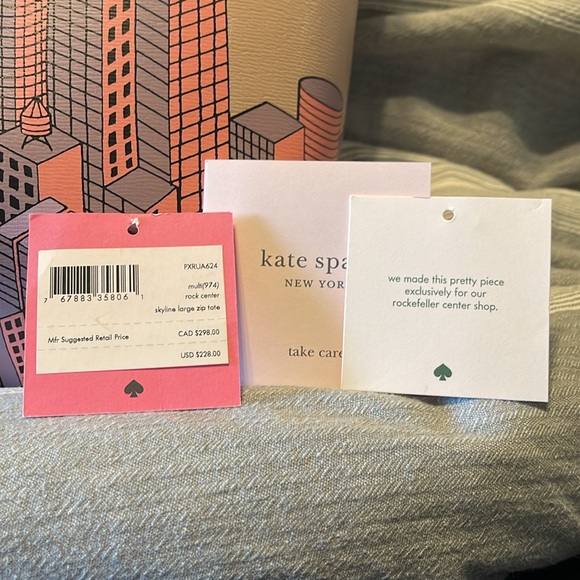 PXRUA624
7 67883 35806 1
multi(974)
rock center
skyline large zip tote
Mfr Suggested Retail Price
CAD $298.00
USD $228.00
kate spa
NEW YOR
take care
we made this pretty piece
exclusively for our
rockefeller center shop.